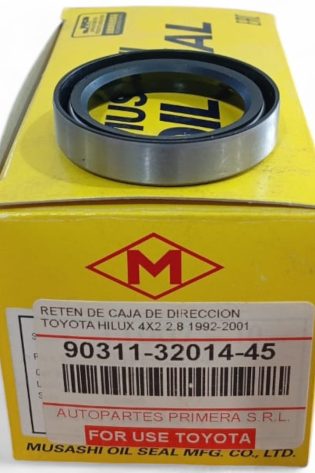 OIL
M
RETEN DE CAJA DE DIRECCION
TOYOTA HILUX 4X2 2.8 1992-2001
90311-32014-45
AUTOPARTES PRIMERA S.R.L.
FOR USE TOYOTA
MUSASHI OIL SEAL MFG. CO., LTD.